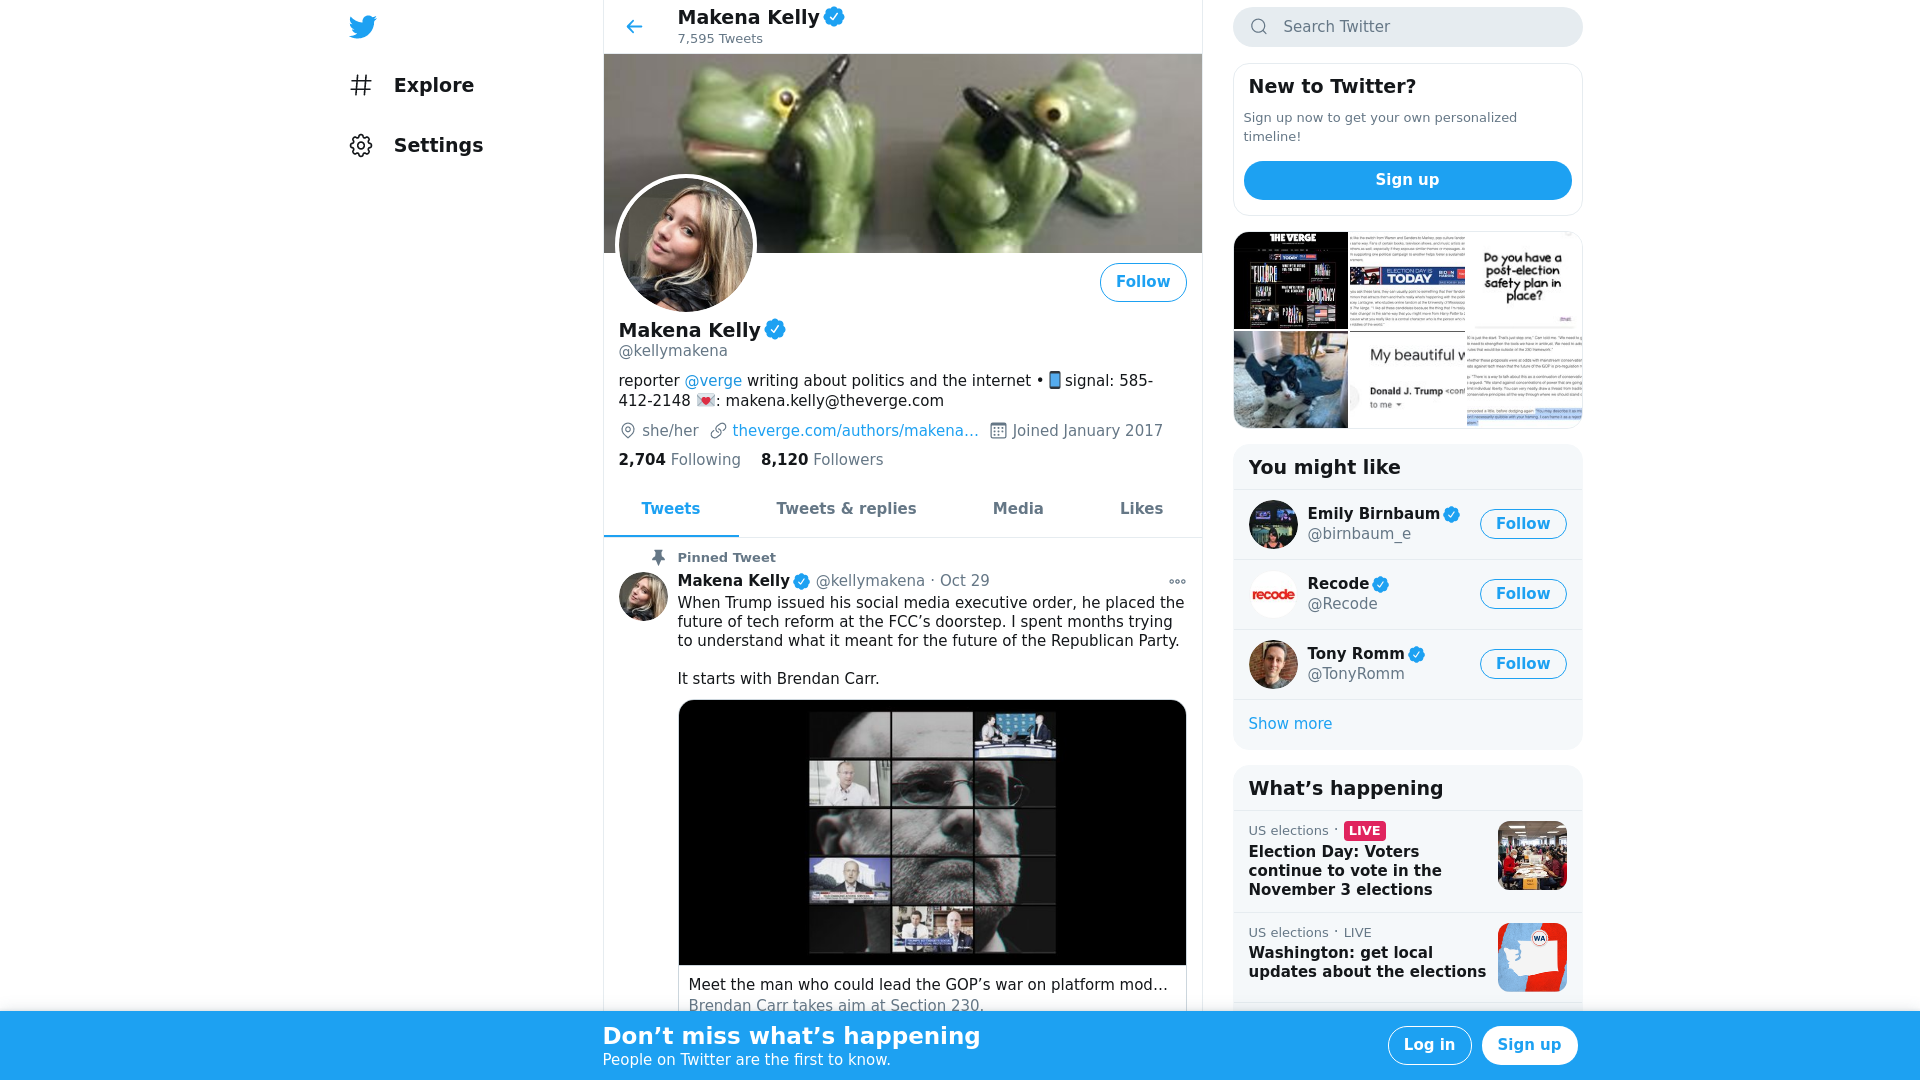 Explore
Settings
Makena Kelly
7,595 Tweets
Follow
Makena Kelly
@kellymakena
reporter @verge writing about politics and the internet • signal: 585-
412-2148 : makena.kelly@theverge.com
she/her theverge.com/authors/makena… Joined January 2017
2,704 Following 8,120 Followers
Tweets Tweets & replies Media Likes
Pinned Tweet
Makena Kelly @kellymakena · Oct 29
When Trump issued his social media executive order, he placed the
future of tech reform at the FCC’s doorstep. I spent months trying
to understand what it meant for the future of the Republican Party.
It starts with Brendan Carr.
Meet the man who could lead the GOP’s war on platform mod…
Brendan Carr takes aim at Section 230.
Search Twitter
New to Twitter?
Sign up now to get your own personalized
timeline!
Sign up
THE VERGE
TODAY
FUTURE
DEMOCRACY
ELECTION DAY IS
TODAY
Do you have a
post-election
safety plan in
place?
My beautiful w
Donald J. Trump <cont
to me
You might like
Emily Birnbaum
@birnbaum_e
Follow
recode
Recode
@Recode
Follow
Tony Romm
@TonyRomm
Follow
Show more
What’s happening
US elections · LIVE
Election Day: Voters
continue to vote in the
November 3 elections
US elections · LIVE
Washington: get local
updates about the elections
WA
Don’t miss what’s happening
People on Twitter are the first to know.
Log in
Sign up